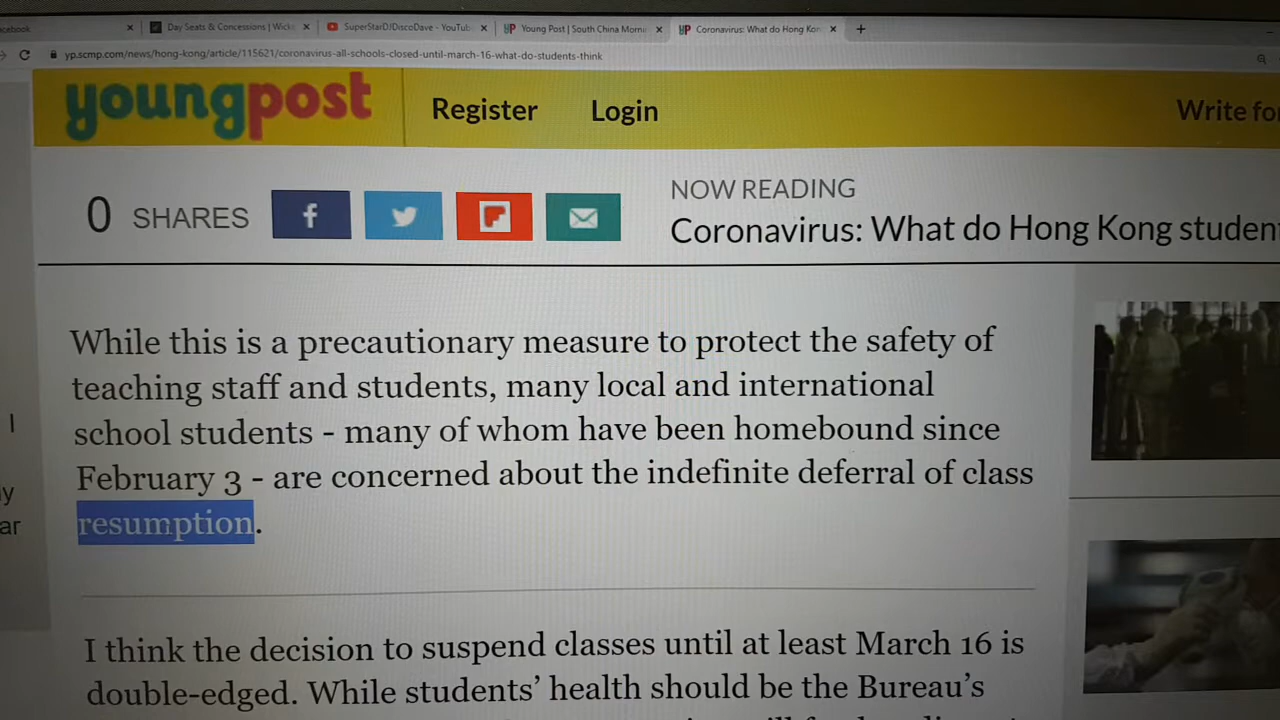 cebook
Day Seats & Concessions | Wick
SuperStarDJDiscoDave - YouTub
Young Post | South China Morni
Coronavirus: What do Hong Kon
yp.scmp.com/news/hong-kong/article/115621/coronavirus-all-schools-closed-until-march-16-what-do-students-think
youngpost
Register
Login
Write fo
0 SHARES
NOW READING
Coronavirus: What do Hong Kong studen
While this is a precautionary measure to protect the safety of
teaching staff and students, many local and international
school students - many of whom have been homebound since
February 3 - are concerned about the indefinite deferral of class
resumption.
I
y
ar
I think the decision to suspend classes until at least March 16 is
double-edged. While students’ health should be the Bureau’s